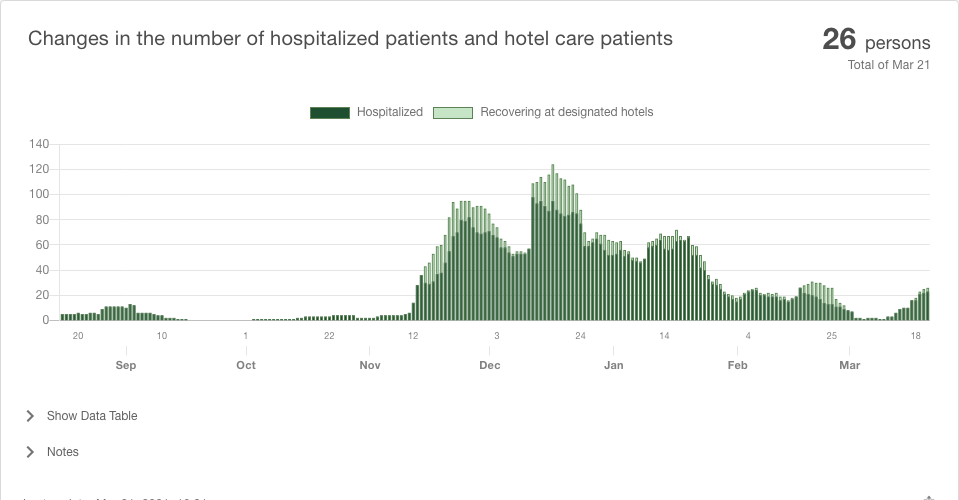 Changes in the number of hospitalized patients and hotel care patients
26 persons
Total of Mar 21
Hospitalized Recovering at designated hotels
140
120
100
80
60
40
20
0
20 10 1 22 12 3 24 14 4 25 18
Sep Oct Nov Dec Jan Feb Mar
Show Data Table
Notes